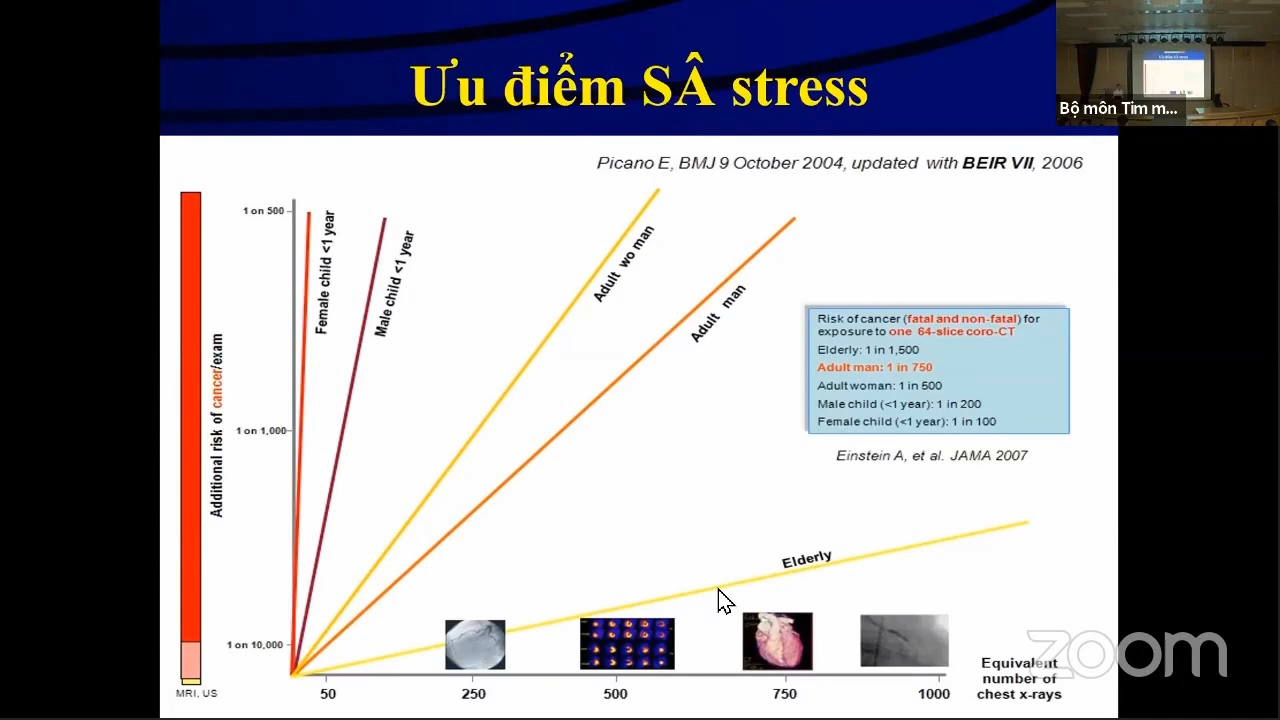 Ưu điểm SÂ stress
Bộ môn Tim m...
Picano E, BMJ 9 October 2004, updated with BEIR VII, 2006
1 on 500
1 on 1,000
1 on 10,000
Additional risk of cancer/exam
MRI, US
Female child <1 year
Male child <1 year
Adult wo man
Adult man
Elderly
Risk of cancer (fatal and non-fatal) for
exposure to one 64-slice coro-CT
Elderly: 1 in 1,500
Adult man: 1 in 750
Adult woman: 1 in 500
Male child (<1 year): 1 in 200
Female child (<1 year): 1 in 100
Einstein A, et al. JAMA 2007
50
250
500
750
1000
Equivalent
number of
chest x-rays
zoom